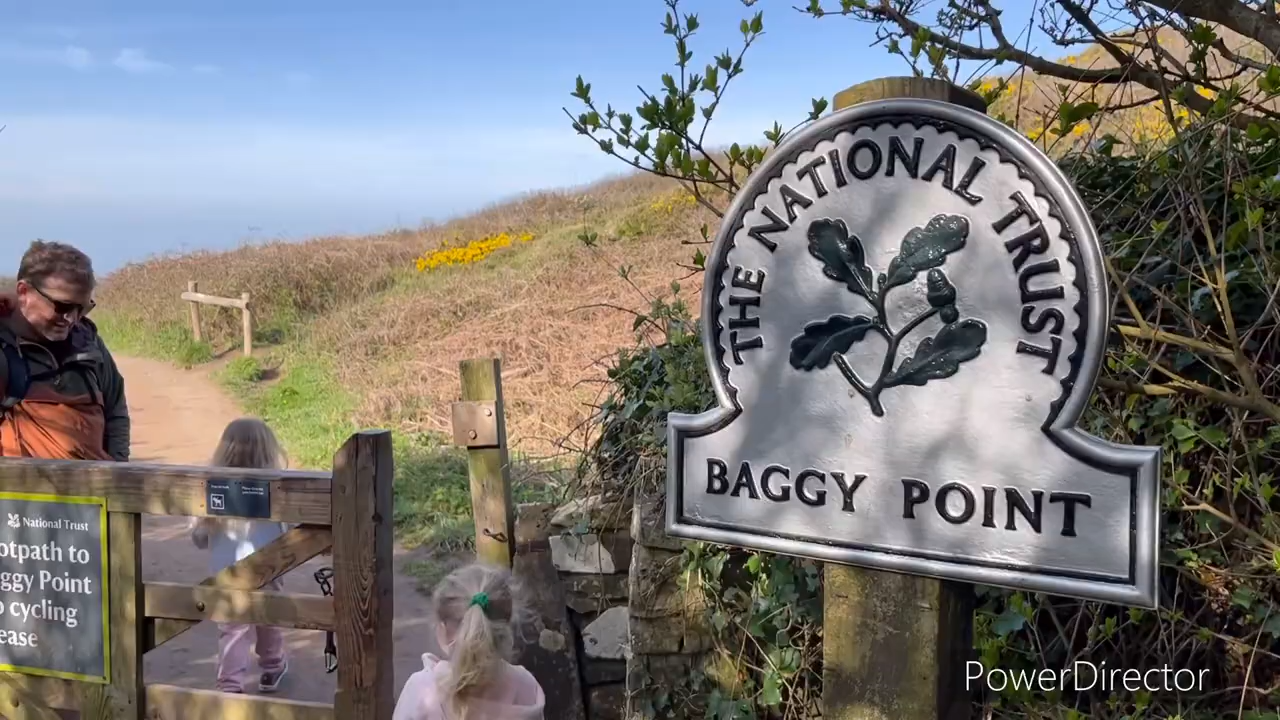 THE NATIONAL TRUST
BAGGY POINT
National Trust
otpath to
ggy Point
o cycling
ease
PowerDirector